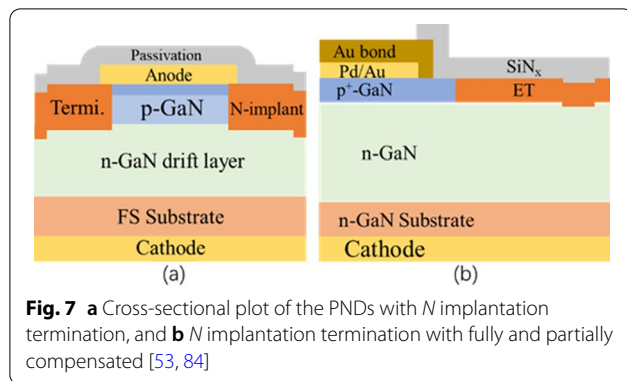 Passivation
Anode
Termi.
p-GaN
N-implant
n-GaN drift layer
FS Substrate
Cathode
(a)
Au bond
Pd/Au
SiNx
p+-GaN
ET
n-GaN
n-GaN Substrate
Cathode
(b)
Fig. 7 a Cross-sectional plot of the PNDs with N implantation
termination, and b N implantation termination with fully and partially
compensated [53, 84]